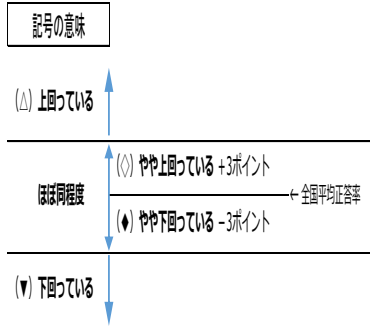 記号の意味
(△) 上回っている
(◇) やや上回っている +3ポイント
ほぼ同程度
← 全国平均正答率
(♦) やや下回っている −3ポイント
(▼) 下回っている